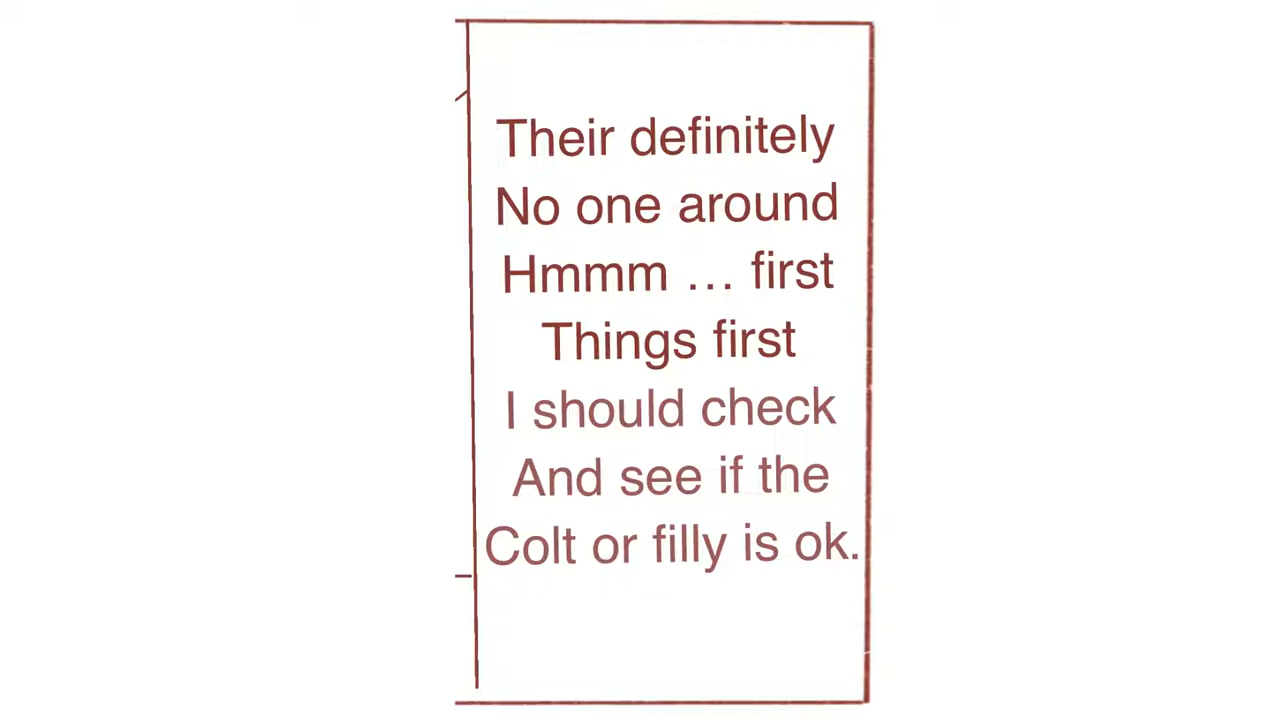 Their definitely
No one around
Hmmm … first
Things first
I should check
And see if the
Colt or filly is ok.